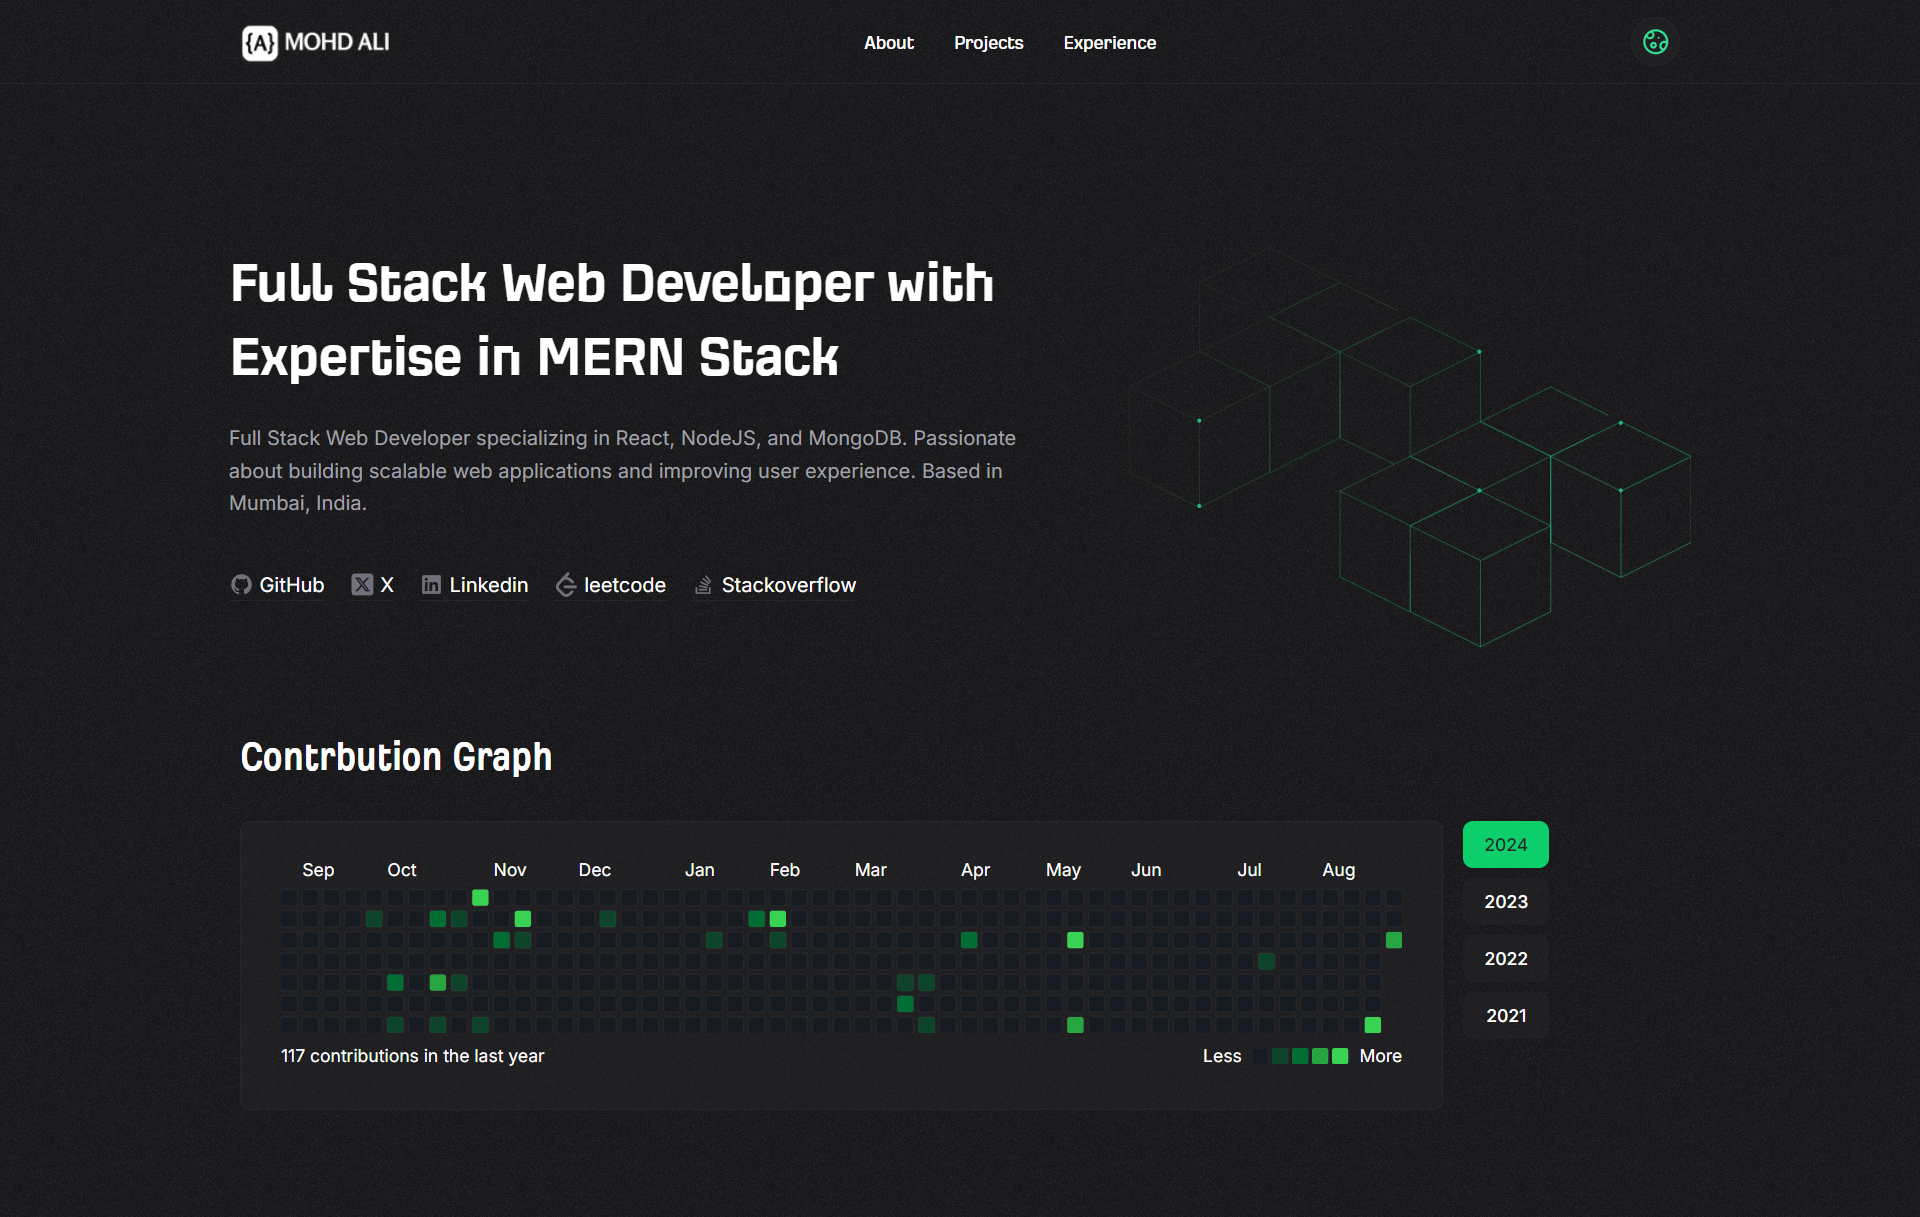 {A} MOHD ALI
About Projects Experience
Full Stack Web Developer with
Expertise in MERN Stack
Full Stack Web Developer specializing in React, NodeJS, and MongoDB. Passionate
about building scalable web applications and improving user experience. Based in
Mumbai, India.
GitHub X Linkedin leetcode Stackoverflow
Contrbution Graph
Sep Oct Nov Dec Jan Feb Mar Apr May Jun Jul Aug
117 contributions in the last year
Less More
2024
2023
2022
2021